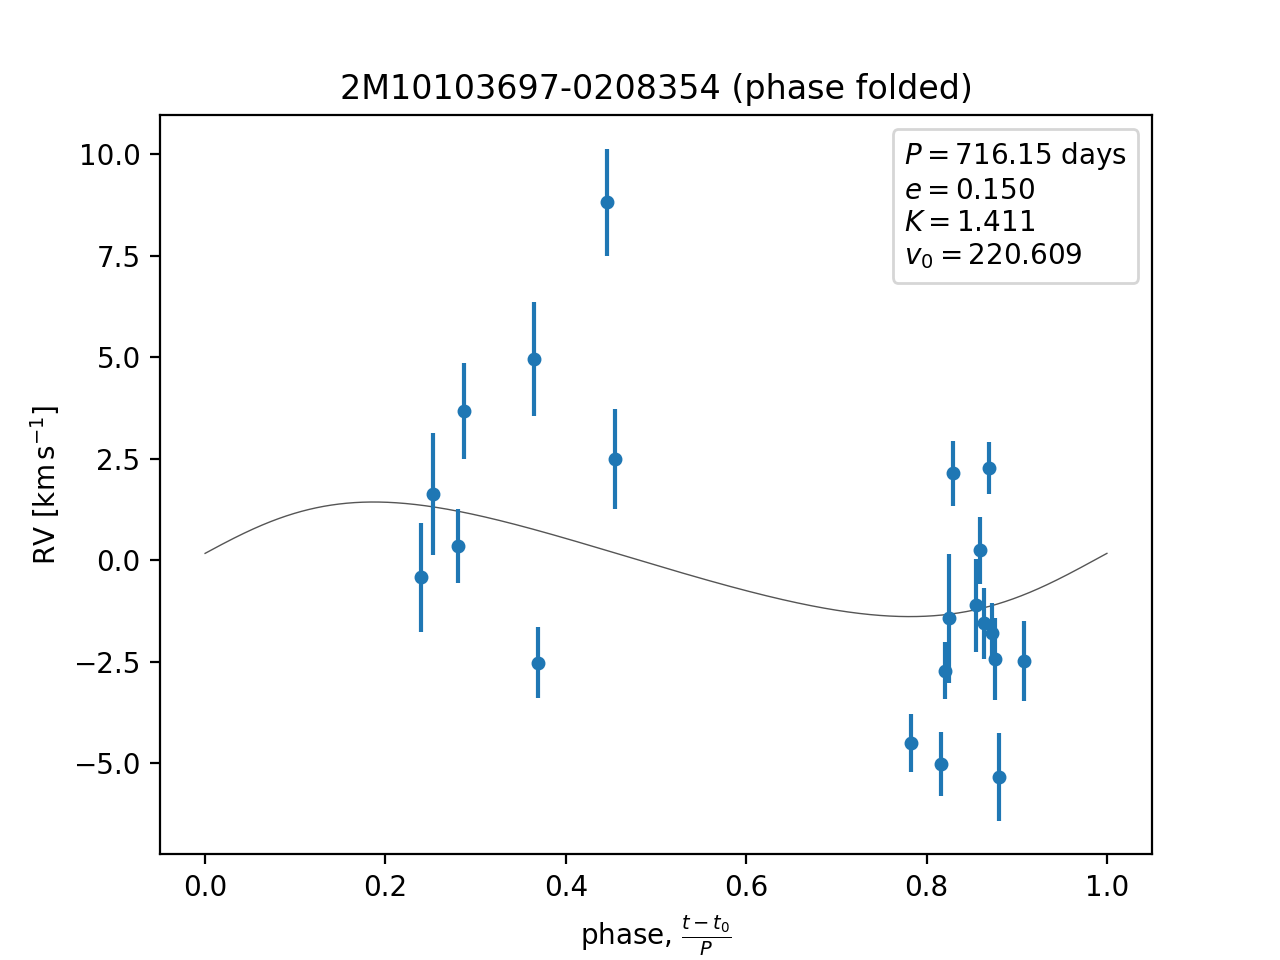 2M10103697-0208354 (phase folded)
P = 716.15 days
e = 0.150
K = 1.411
v₀ = 220.609
RV [km s⁻¹]
10.0
7.5
5.0
2.5
0.0
−2.5
−5.0
0.0 0.2 0.4 0.6 0.8 1.0
phase, (t − t₀)/P